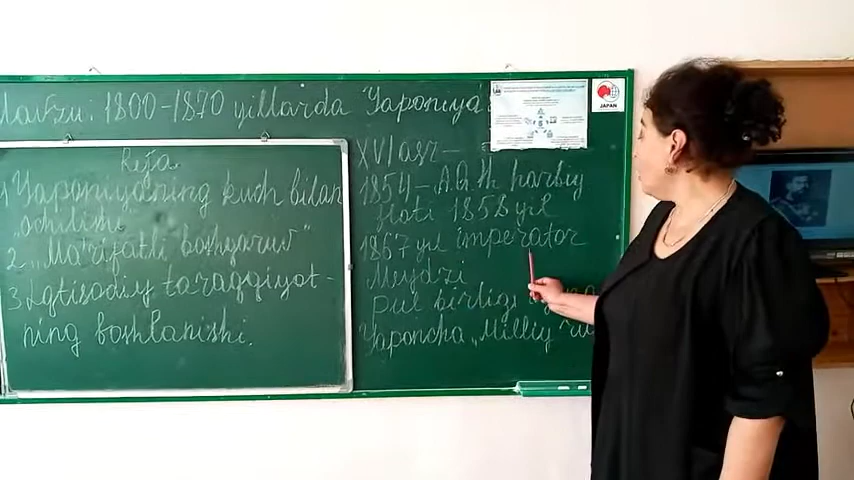 Mavzu: 1800-1870 yillarda Yaponiya
Reja
1 Yaponiyaning kuch bilan
ochilishi
2. „Ma'rifatli boshqaruv"
3 Iqtisodiy taraqqiyot-
ning boshlanishi.
XVI asr -
1854 - A.Q.Sh harbiy
floti 1858 yil
1867 yil imperator
Meydzi
pul birligi
Yaponcha „Milliy
JAPAN